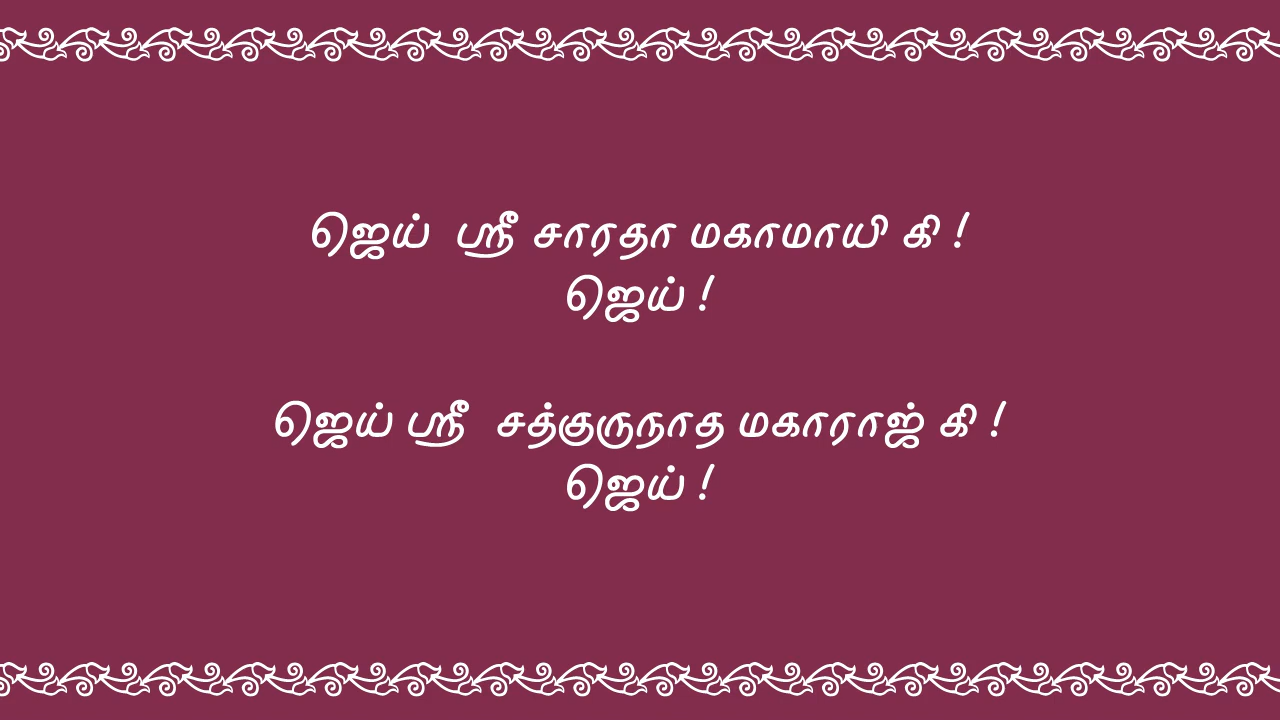 ஜெய் ஸ்ரீ சாரதா மகாமாயி கி !
ஜெய் !
ஜெய் ஸ்ரீ சத்குருநாத மகாராஜ் கி !
ஜெய் !